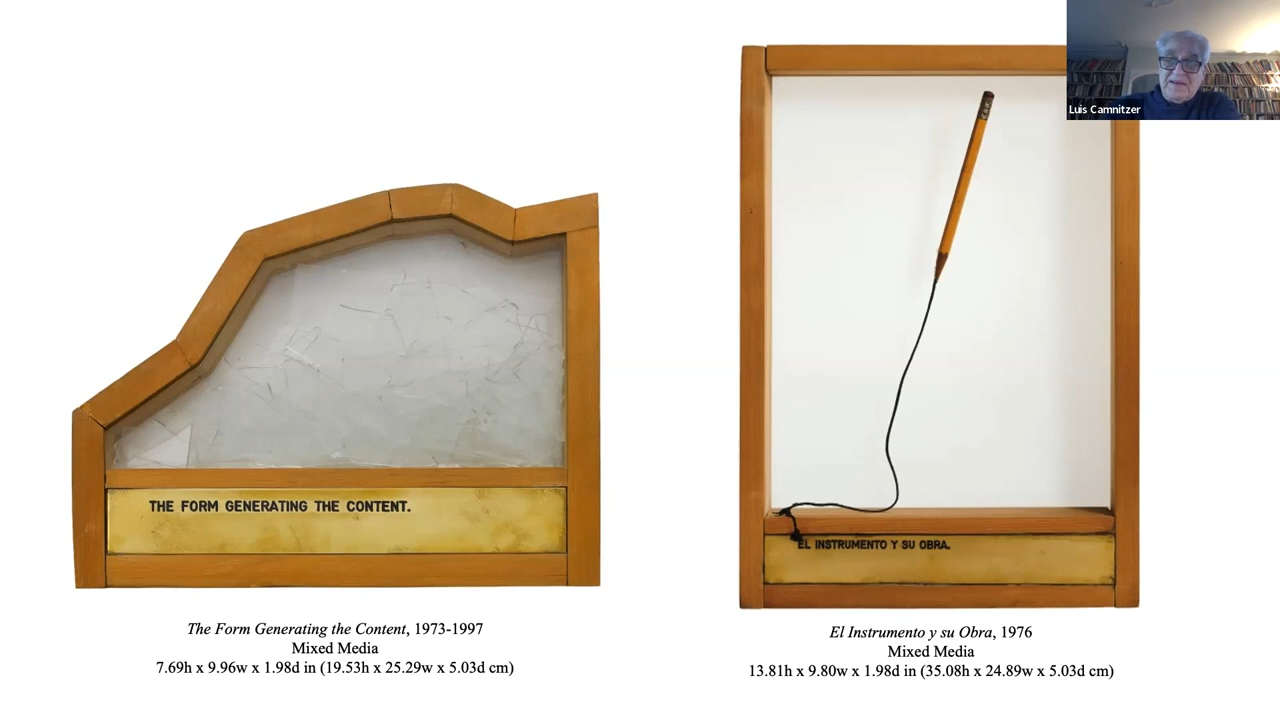 Luis Camnitzer
THE FORM GENERATING THE CONTENT.
EL INSTRUMENTO Y SU OBRA.
The Form Generating the Content, 1973-1997
Mixed Media
7.69h x 9.96w x 1.98d in (19.53h x 25.29w x 5.03d cm)
El Instrumento y su Obra, 1976
Mixed Media
13.81h x 9.80w x 1.98d in (35.08h x 24.89w x 5.03d cm)